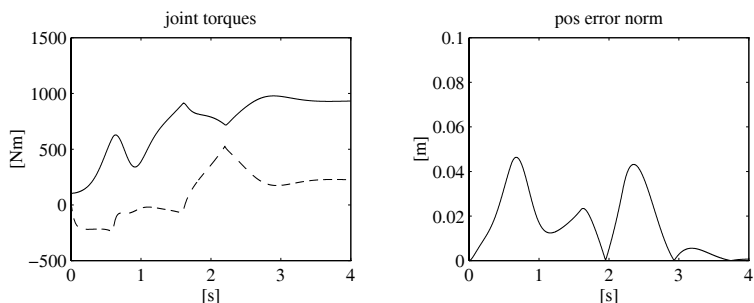 joint torques
1500
1000
500
0
−500
[Nm]
0 1 2 3 4
[s]
pos error norm
0.1
0.08
0.06
0.04
0.02
0
[m]
0 1 2 3 4
[s]